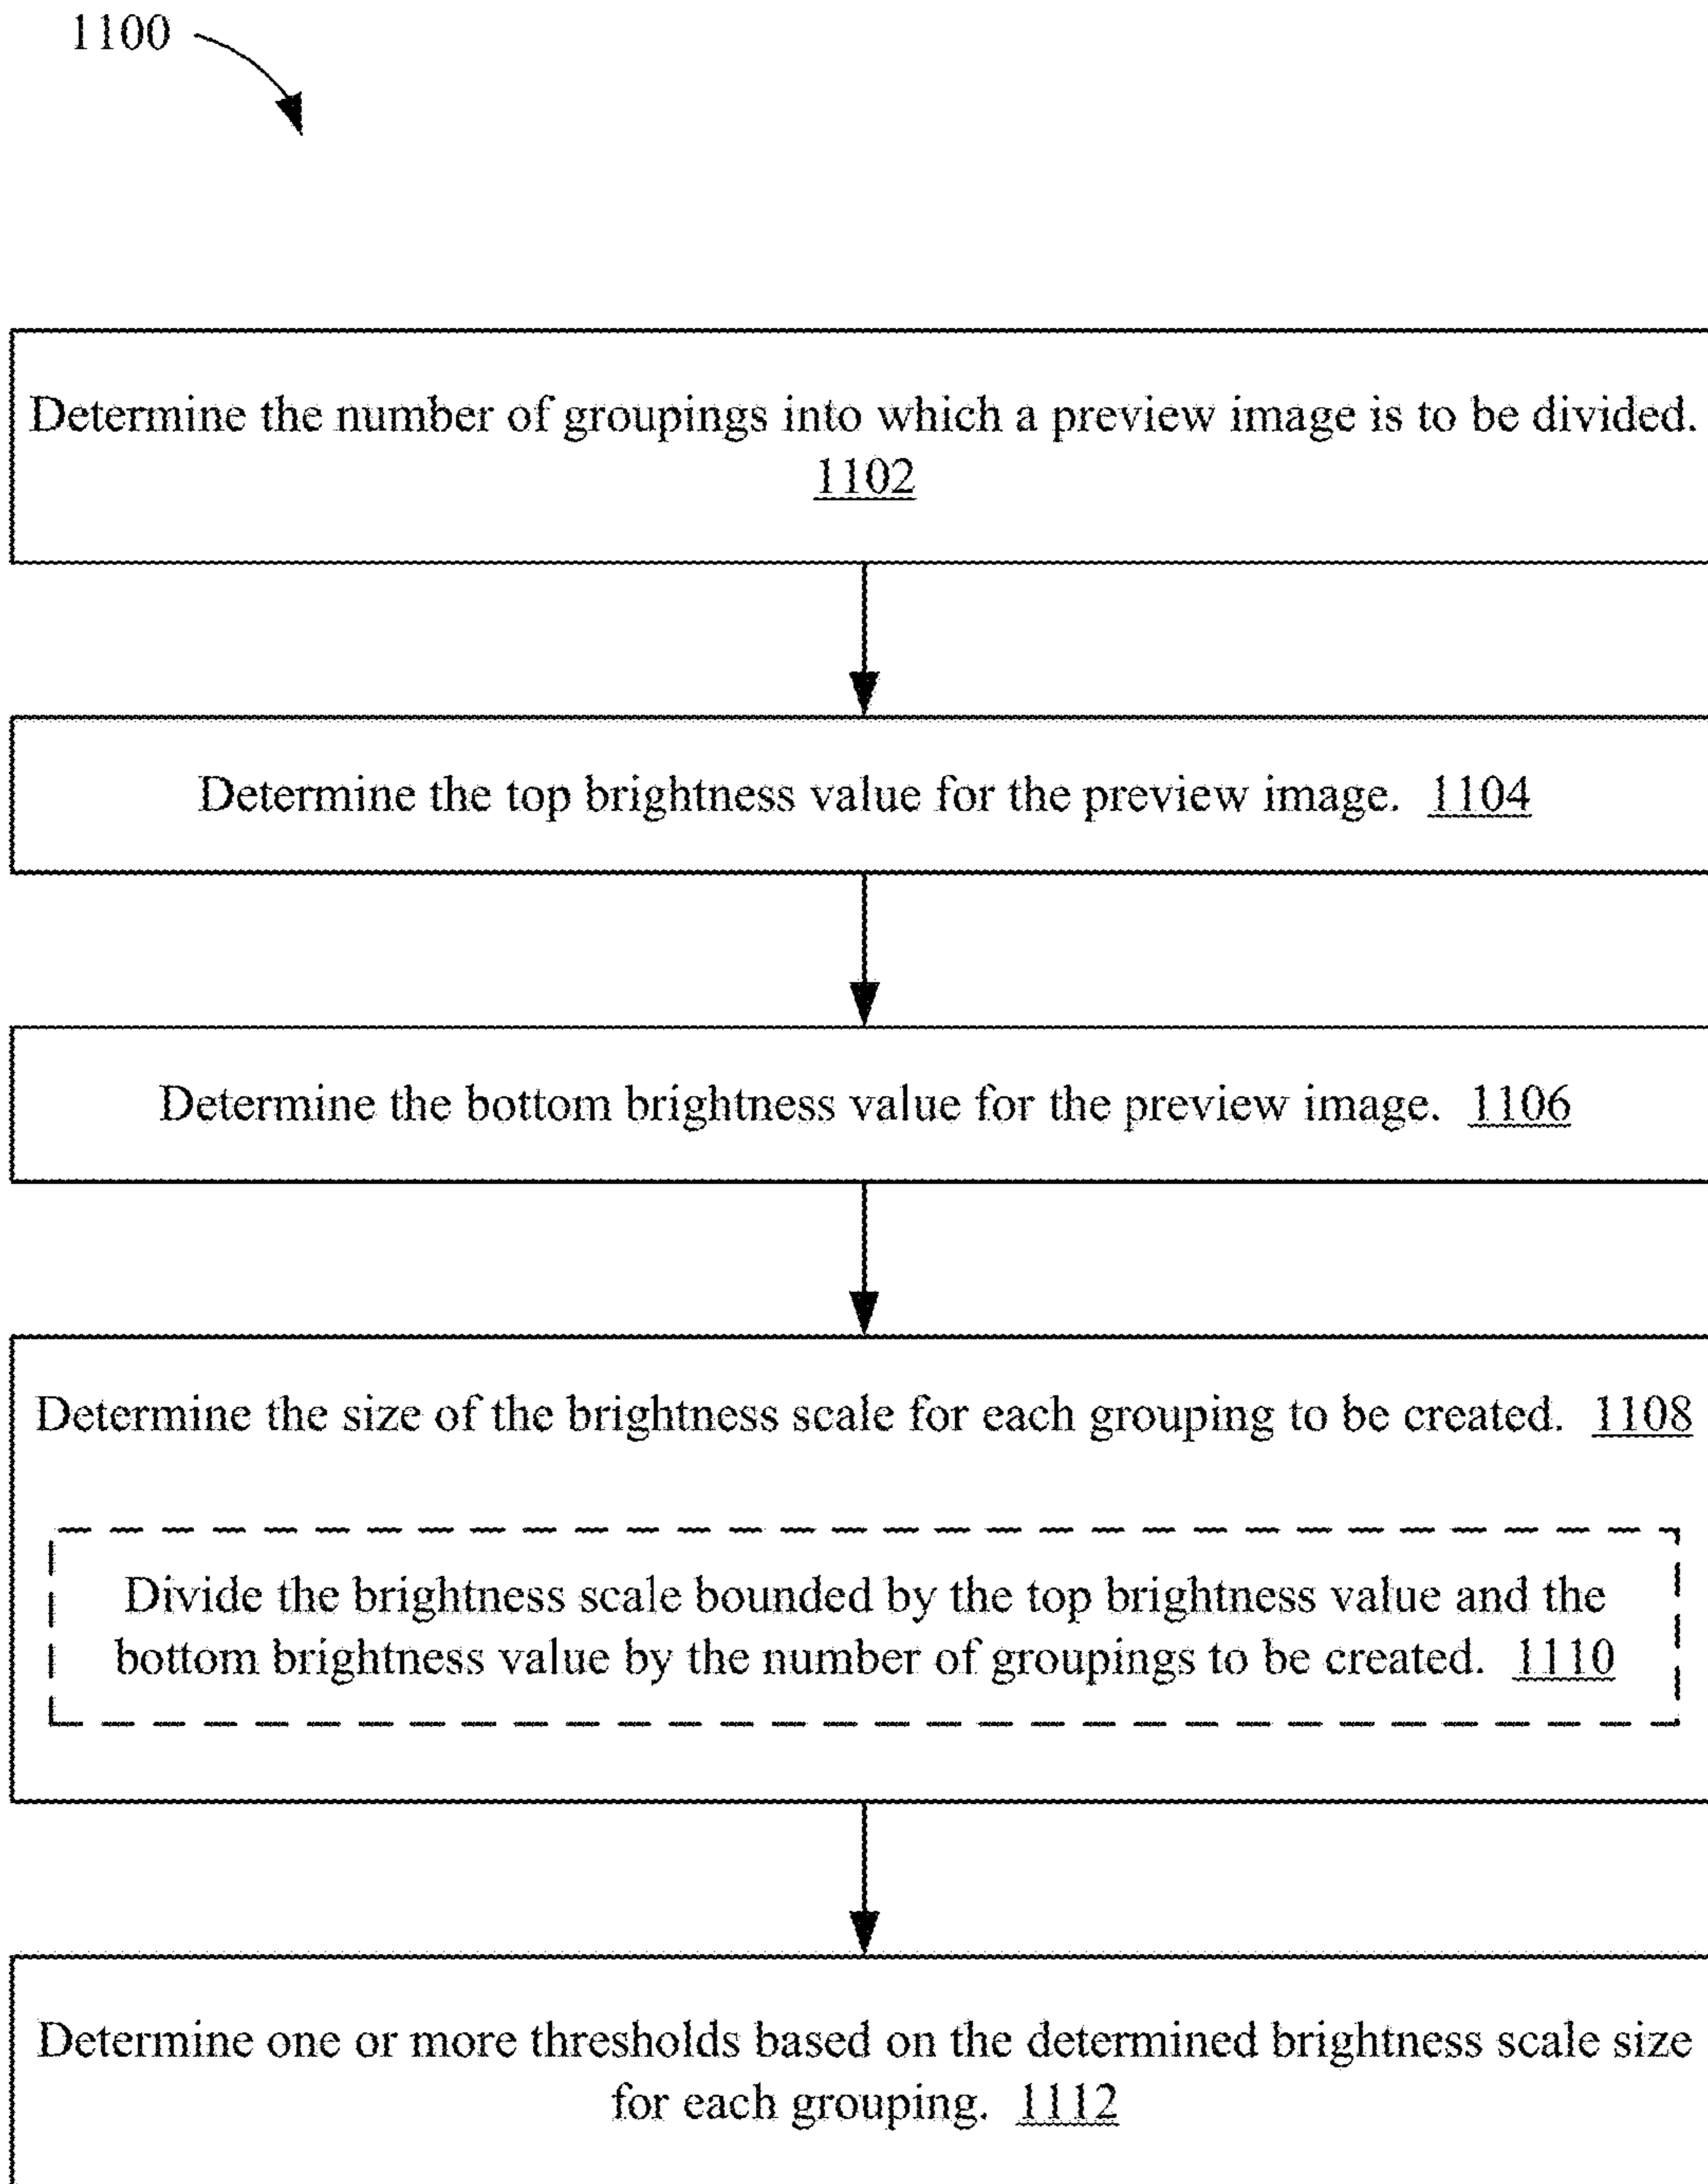 1100
Determine the number of groupings into which a preview image is to be divided.
1102
Determine the top brightness value for the preview image. 1104
Determine the bottom brightness value for the preview image. 1106
Determine the size of the brightness scale for each grouping to be created. 1108
Divide the brightness scale bounded by the top brightness value and the
bottom brightness value by the number of groupings to be created. 1110
Determine one or more thresholds based on the determined brightness scale size
for each grouping. 1112